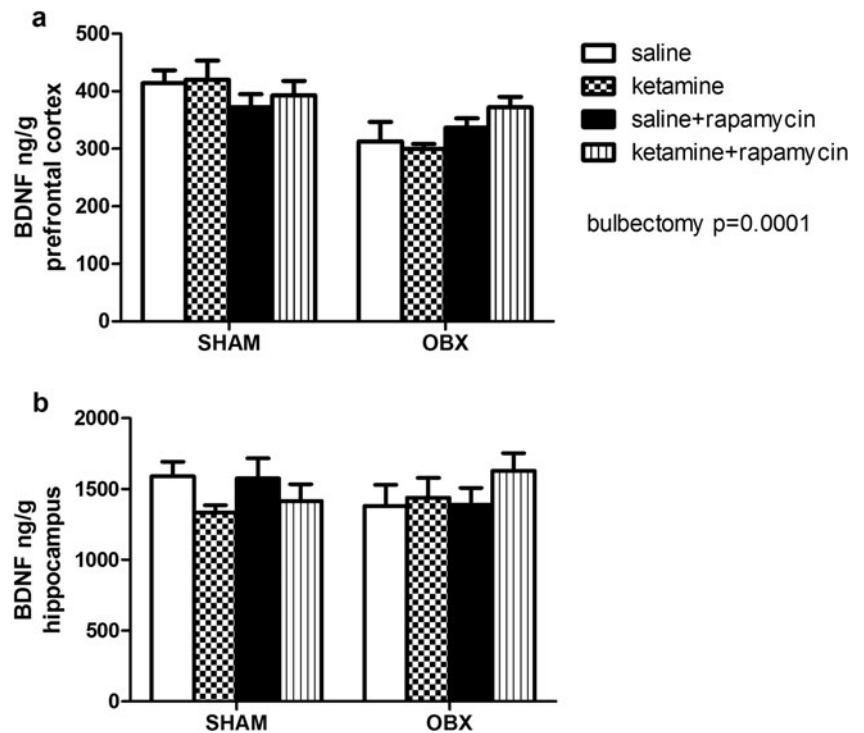 a
BDNF ng/g
prefrontal cortex
500
400
300
200
100
0
SHAM
OBX
saline
ketamine
saline+rapamycin
ketamine+rapamycin
bulbectomy p=0.0001
b
BDNF ng/g
hippocampus
2000
1500
1000
500
0
SHAM
OBX